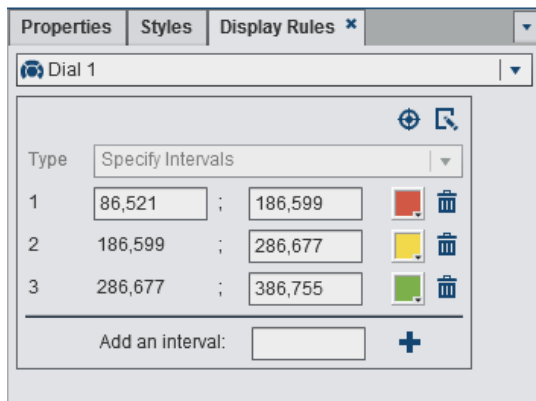 Properties Styles Display Rules ×
Dial 1
Type Specify Intervals
1 86,521 ; 186,599
2 186,599 ; 286,677
3 286,677 ; 386,755
Add an interval: